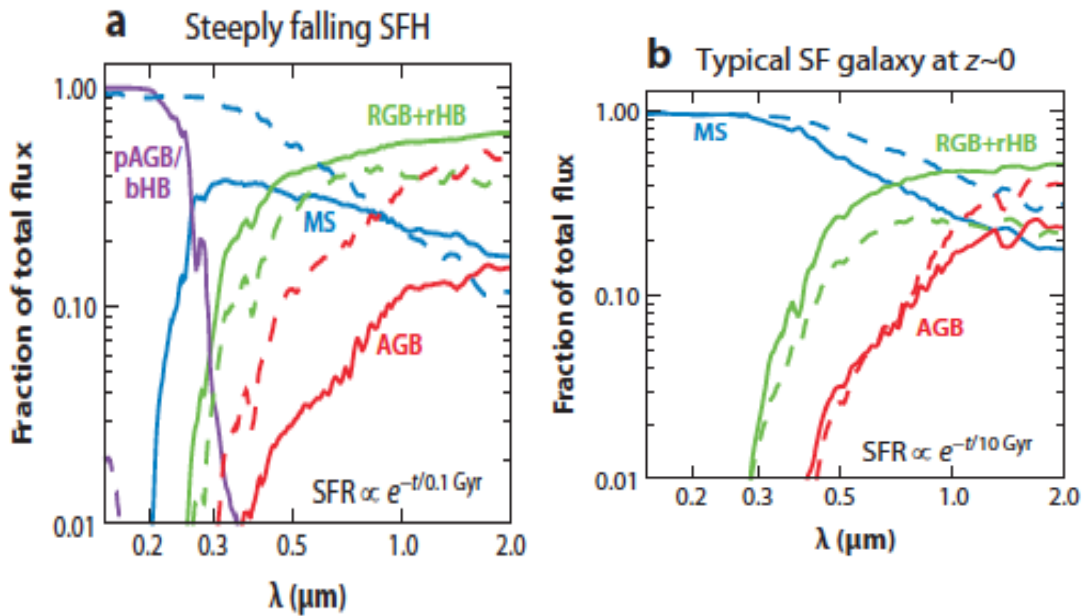 a Steeply falling SFH
Fraction of total flux
1.00
0.10
0.01
pAGB/
bHB
RGB+rHB
MS
AGB
SFR ∝ e^{-t/0.1 Gyr}
0.2 0.3 0.5 1.0 2.0
λ (μm)
b Typical SF galaxy at z~0
Fraction of total flux
1.00
0.10
0.01
MS
RGB+rHB
AGB
SFR ∝ e^{-t/10 Gyr}
0.2 0.3 0.5 1.0 2.0
λ (μm)